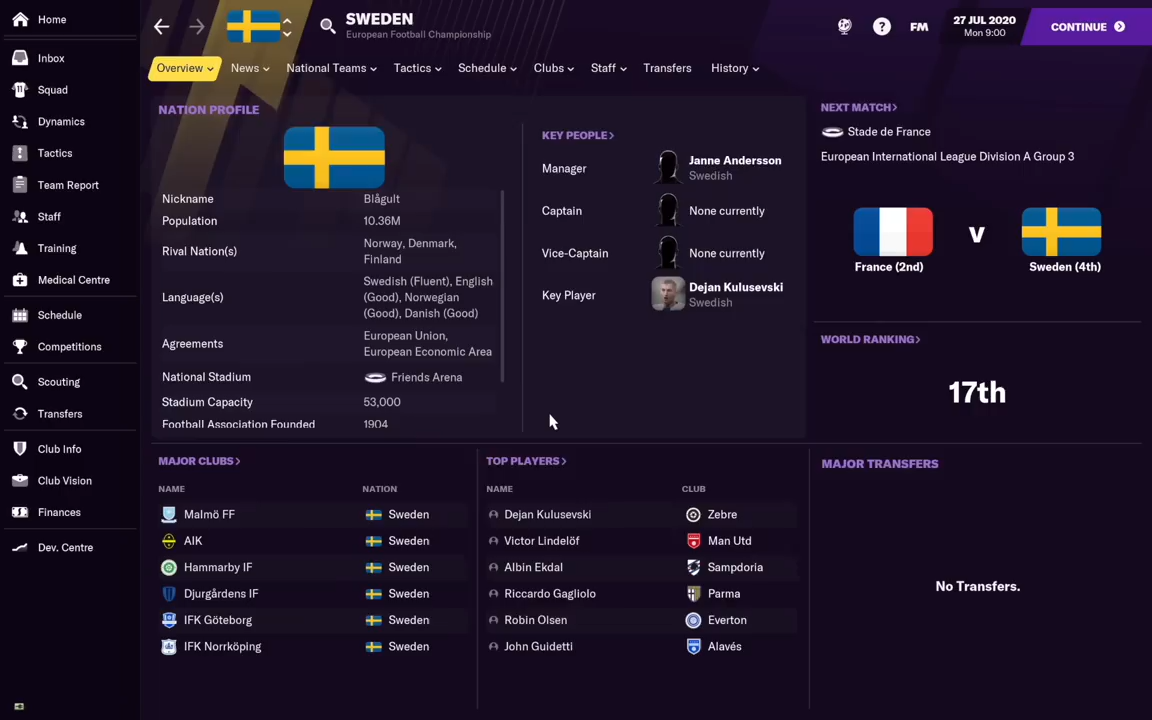 Home
Inbox
Squad
Dynamics
Tactics
Team Report
Staff
Training
Medical Centre
Schedule
Competitions
Scouting
Transfers
Club Info
Club Vision
Finances
Dev. Centre
SWEDEN
European Football Championship
?
FM
27 JUL 2020
Mon 9:00
CONTINUE
Overview
News
National Teams
Tactics
Schedule
Clubs
Staff
Transfers
History
NATION PROFILE
Nickname Blågult
Population 10.36M
Rival Nation(s) Norway, Denmark,
Finland
Language(s) Swedish (Fluent), English
(Good), Norwegian
(Good), Danish (Good)
Agreements European Union,
European Economic Area
National Stadium Friends Arena
Stadium Capacity 53,000
Football Association Founded 1904
KEY PEOPLE>
Manager Janne Andersson
Swedish
Captain None currently
Vice-Captain None currently
Key Player Dejan Kulusevski
Swedish
NEXT MATCH>
Stade de France
European International League Division A Group 3
V
France (2nd) Sweden (4th)
WORLD RANKING>
17th
MAJOR CLUBS>
NAME NATION
Malmö FF Sweden
AIK Sweden
Hammarby IF Sweden
Djurgårdens IF Sweden
IFK Göteborg Sweden
IFK Norrköping Sweden
TOP PLAYERS>
NAME CLUB
Dejan Kulusevski Zebre
Victor Lindelöf Man Utd
Albin Ekdal Sampdoria
Riccardo Gagliolo Parma
Robin Olsen Everton
John Guidetti Alavés
MAJOR TRANSFERS
No Transfers.